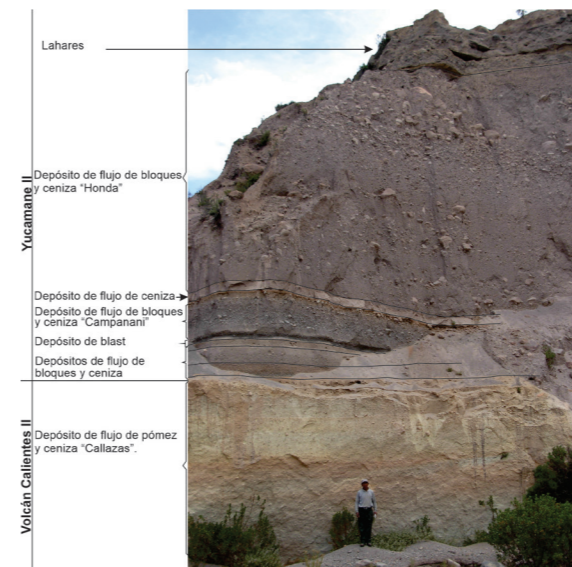 Lahares
Yucamane II
Depósito de flujo de bloques
y ceniza "Honda"
Depósito de flujo de ceniza
Depósito de flujo de bloques
y ceniza "Campanani"
Depósito de blast
Depósitos de flujo de
bloques y ceniza
Volcán Calientes II
Depósito de flujo de pómez
y ceniza "Callazas".